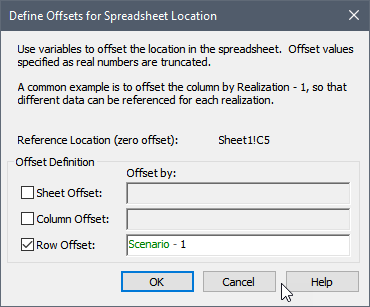 Define Offsets for Spreadsheet Location
Use variables to offset the location in the spreadsheet. Offset values
specified as real numbers are truncated.
A common example is to offset the column by Realization - 1, so that
different data can be referenced for each realization.
Reference Location (zero offset): Sheet1!C5
Offset Definition
Offset by:
Sheet Offset:
Column Offset:
Row Offset: Scenario - 1
OK Cancel Help